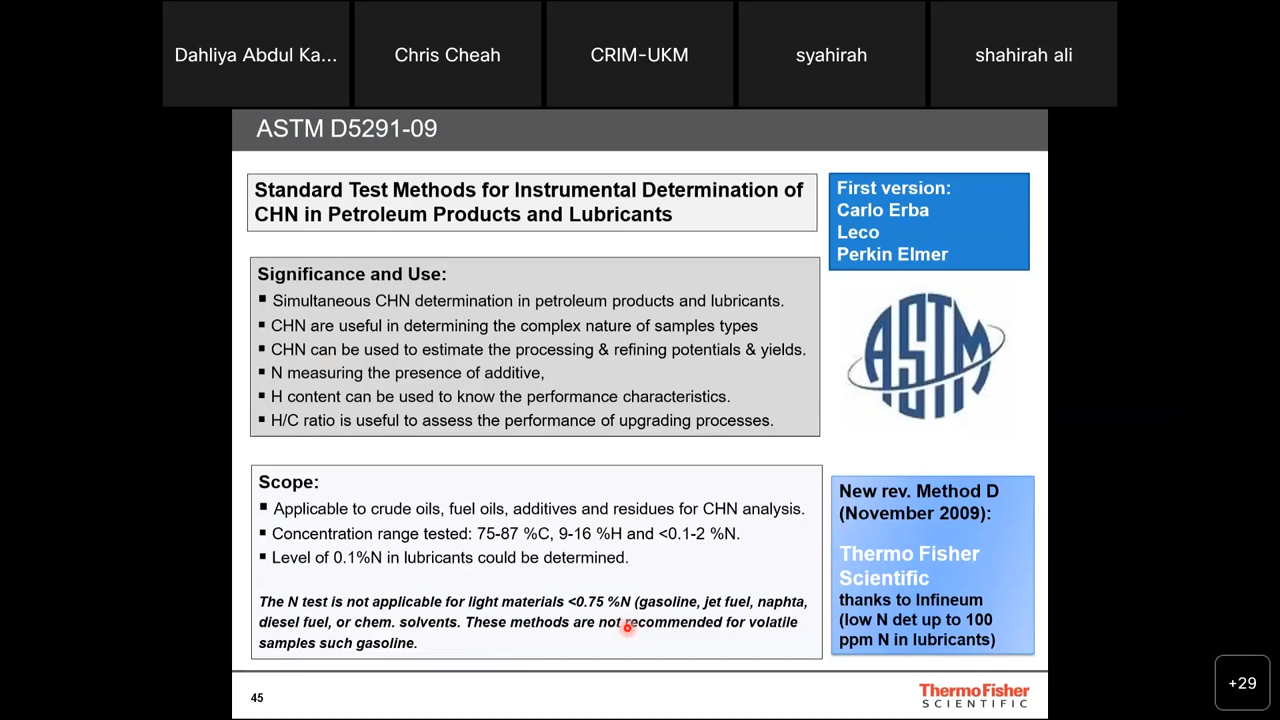 Dahliya Abdul Ka...
Chris Cheah
CRIM-UKM
syahirah
shahirah ali
ASTM D5291-09
Standard Test Methods for Instrumental Determination of
CHN in Petroleum Products and Lubricants
First version:
Carlo Erba
Leco
Perkin Elmer
Significance and Use:
▪ Simultaneous CHN determination in petroleum products and lubricants.
▪ CHN are useful in determining the complex nature of samples types
▪ CHN can be used to estimate the processing & refining potentials & yields.
▪ N measuring the presence of additive,
▪ H content can be used to know the performance characteristics.
▪ H/C ratio is useful to assess the performance of upgrading processes.
ASTM
Scope:
▪ Applicable to crude oils, fuel oils, additives and residues for CHN analysis.
▪ Concentration range tested: 75-87 %C, 9-16 %H and <0.1-2 %N.
▪ Level of 0.1%N in lubricants could be determined.
The N test is not applicable for light materials <0.75 %N (gasoline, jet fuel, naphta,
diesel fuel, or chem. solvents. These methods are not recommended for volatile
samples such gasoline.
New rev. Method D
(November 2009):
Thermo Fisher
Scientific
thanks to Infineum
(low N det up to 100
ppm N in lubricants)
45
ThermoFisher
SCIENTIFIC
+29